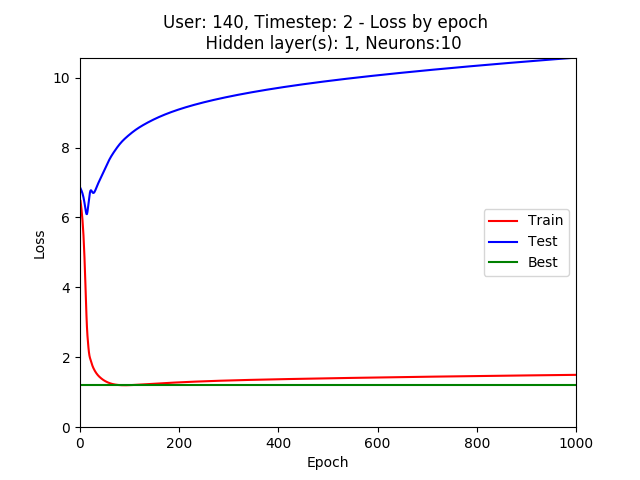 User: 140, Timestep: 2 - Loss by epoch
Hidden layer(s): 1, Neurons:10
10
8
6
4
2
0
Loss
Train
Test
Best
0 200 400 600 800 1000
Epoch